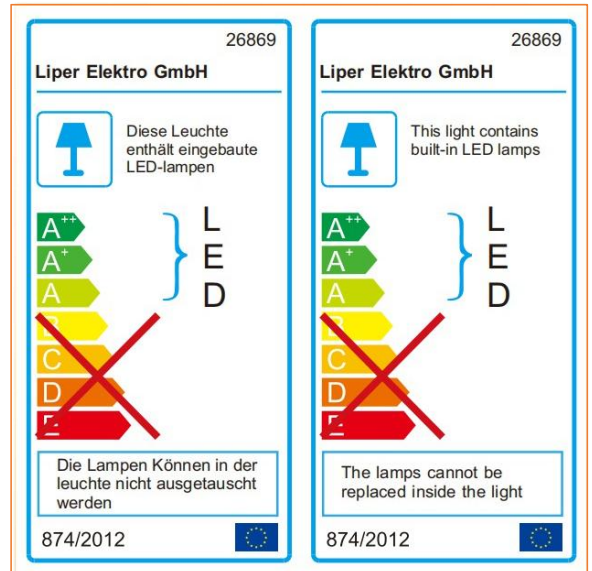 26869
Liper Elektro GmbH
Diese Leuchte
enthält eingebaute
LED-lampen
A++
A+
A
B
C
D
E
L
E
D
Die Lampen Können in der
leuchte nicht ausgetauscht
werden
874/2012
26869
Liper Elektro GmbH
This light contains
built-in LED lamps
A++
A+
A
B
C
D
E
L
E
D
The lamps cannot be
replaced inside the light
874/2012